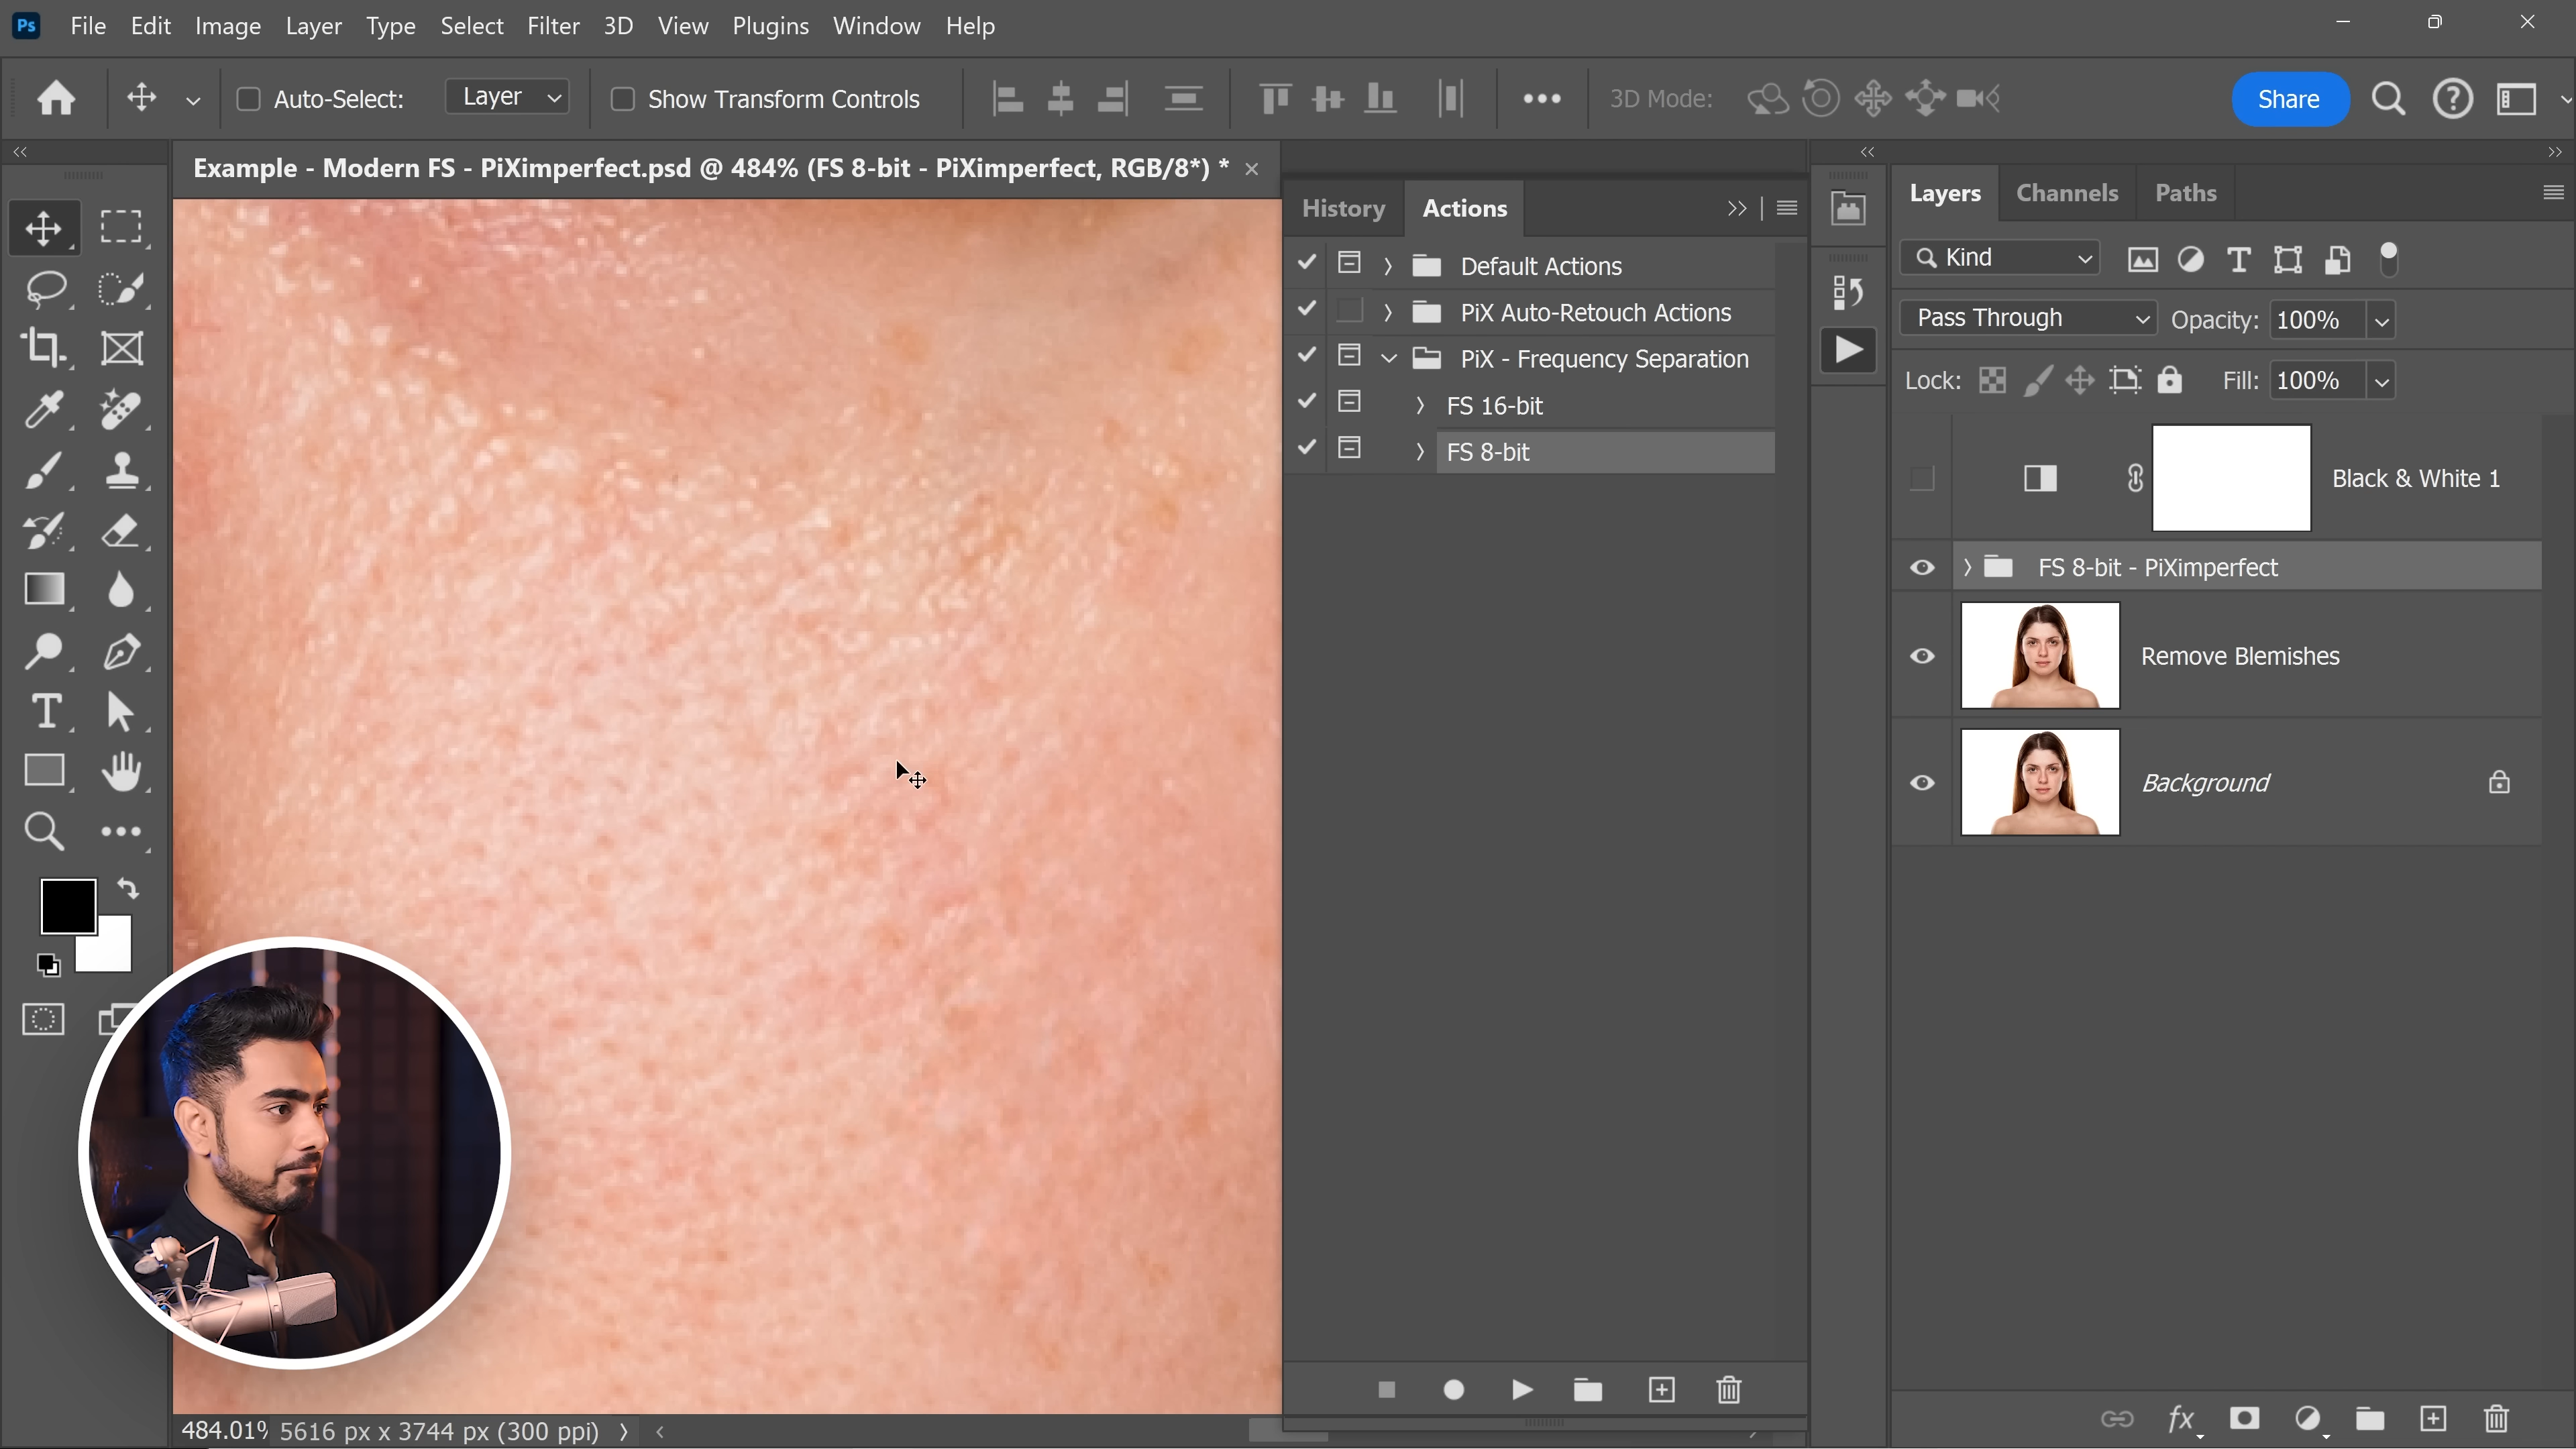 Ps File Edit Image Layer Type Select Filter 3D View Plugins Window Help
Auto-Select: Layer Show Transform Controls 3D Mode: Share
Example - Modern FS - PiXimperfect.psd @ 484% (FS 8-bit - PiXimperfect, RGB/8*) *
History Actions
Default Actions
PiX Auto-Retouch Actions
PiX - Frequency Separation
FS 16-bit
FS 8-bit
Layers Channels Paths
Kind
Pass Through Opacity: 100%
Lock: Fill: 100%
Black & White 1
FS 8-bit - PiXimperfect
Remove Blemishes
Background
fx
484.01% 5616 px x 3744 px (300 ppi)